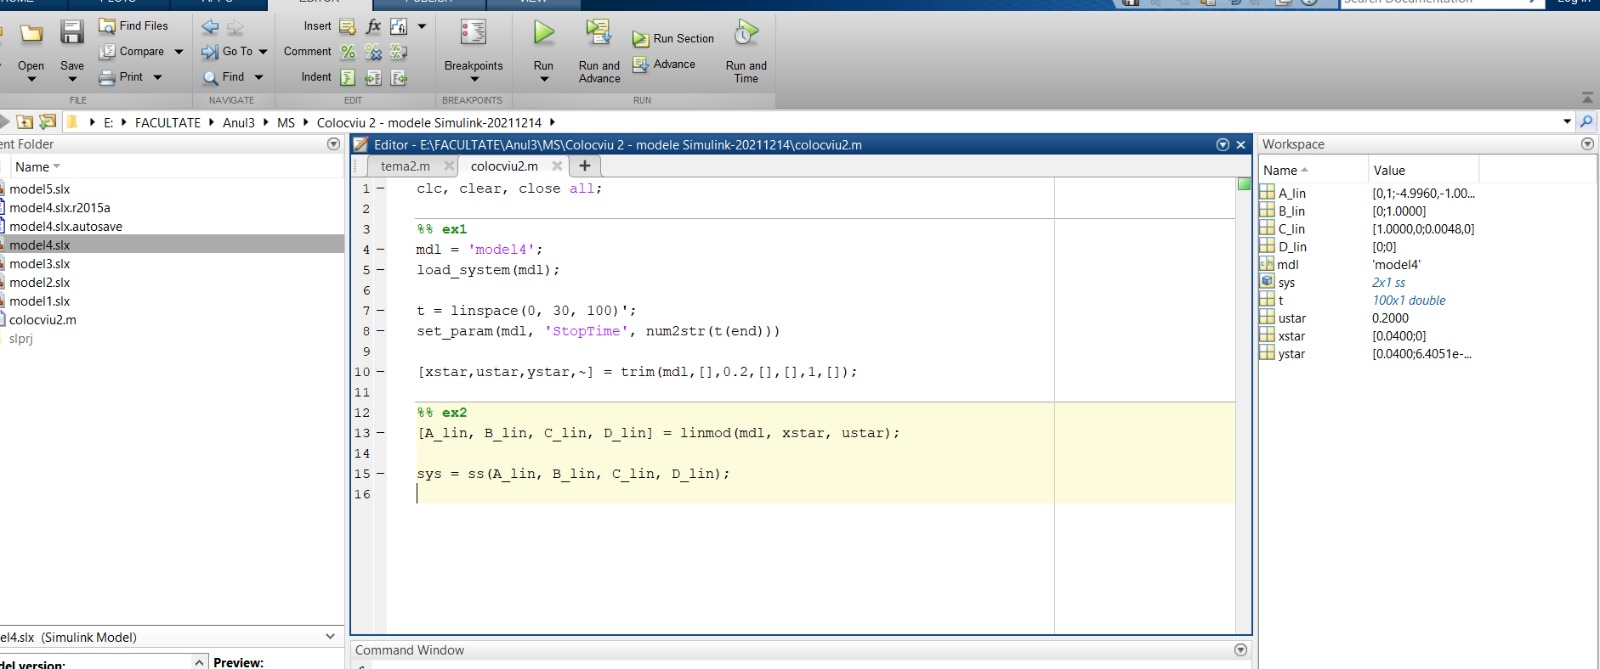 EDITOR
PUBLISH
VIEW
Search Documentation
Log In
Open
Save
Find Files
Compare
Print
FILE
Go To
Find
NAVIGATE
Insert
fx
Comment
Indent
EDIT
Breakpoints
BREAKPOINTS
Run
Run and
Advance
Run Section
Advance
Run and
Time
RUN
E: ▸ FACULTATE ▸ Anul3 ▸ MS ▸ Colocviu 2 - modele Simulink-20211214 ▸
ent Folder
Name
model5.slx
model4.slx.r2015a
model4.slx.autosave
model4.slx
model3.slx
model2.slx
model1.slx
colocviu2.m
slprj
el4.slx (Simulink Model)
del version:
Preview:
Editor - E:\FACULTATE\Anul3\MS\Colocviu 2 - modele Simulink-20211214\colocviu2.m
tema2.m
colocviu2.m
1 clc, clear, close all;
2
3 %% ex1
4 mdl = 'model4';
5 load_system(mdl);
6
7 t = linspace(0, 30, 100)';
8 set_param(mdl, 'StopTime', num2str(t(end)))
9
10 [xstar,ustar,ystar,~] = trim(mdl,[],0.2,[],[],1,[]);
11
12 %% ex2
13 [A_lin, B_lin, C_lin, D_lin] = linmod(mdl, xstar, ustar);
14
15 sys = ss(A_lin, B_lin, C_lin, D_lin);
16
Command Window
Workspace
Name Value
A_lin [0,1;-4.9960,-1.00...
B_lin [0;1.0000]
C_lin [1.0000,0;0.0048,0]
D_lin [0;0]
mdl 'model4'
sys 2x1 ss
t 100x1 double
ustar 0.2000
xstar [0.0400;0]
ystar [0.0400;6.4051e-...